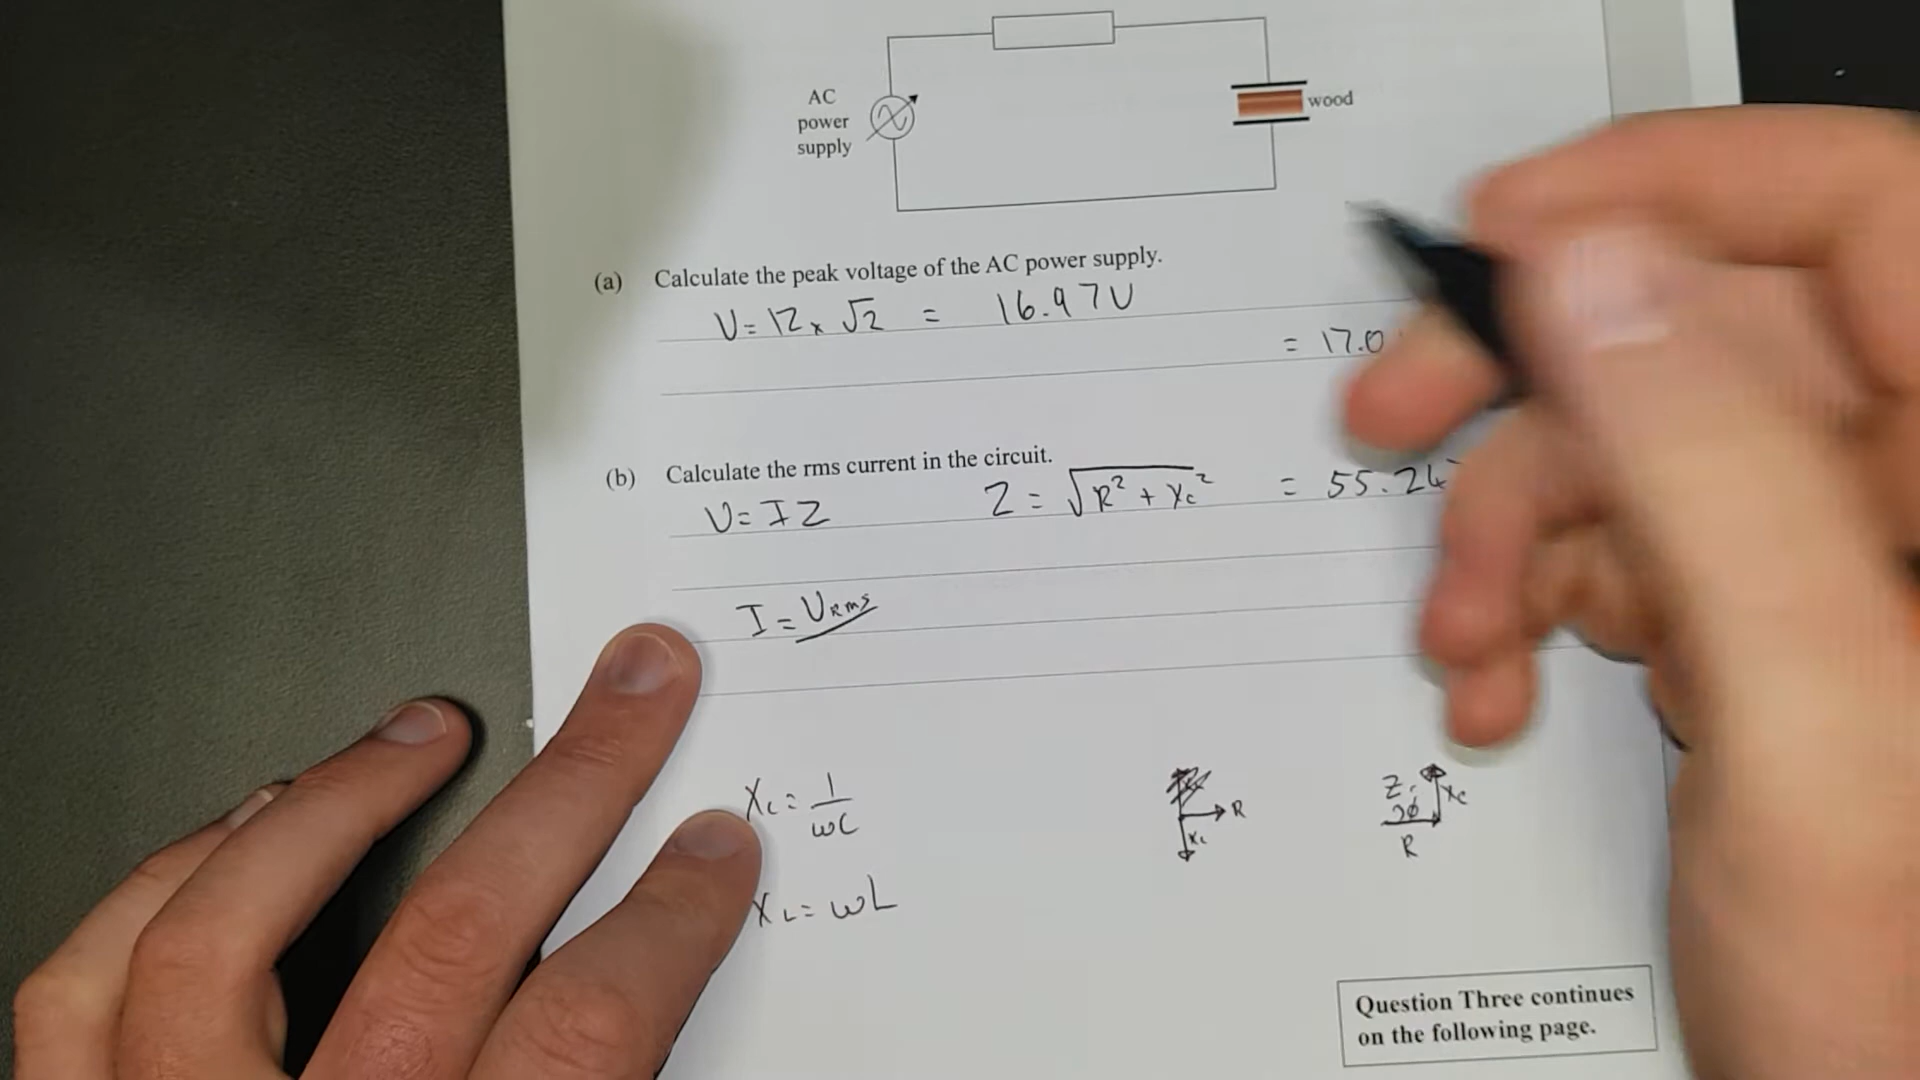 AC
power
supply
wood
(a) Calculate the peak voltage of the AC power supply.
V = 12 x √2 = 16.97V
= 17.0
(b) Calculate the rms current in the circuit.
V = IZ Z = √R² + Xc² = 55.24
I = VRms
Xc = 1/ωC
R
Xc
Z
φ
Xc
R
XL = ωL
Question Three continues
on the following page.